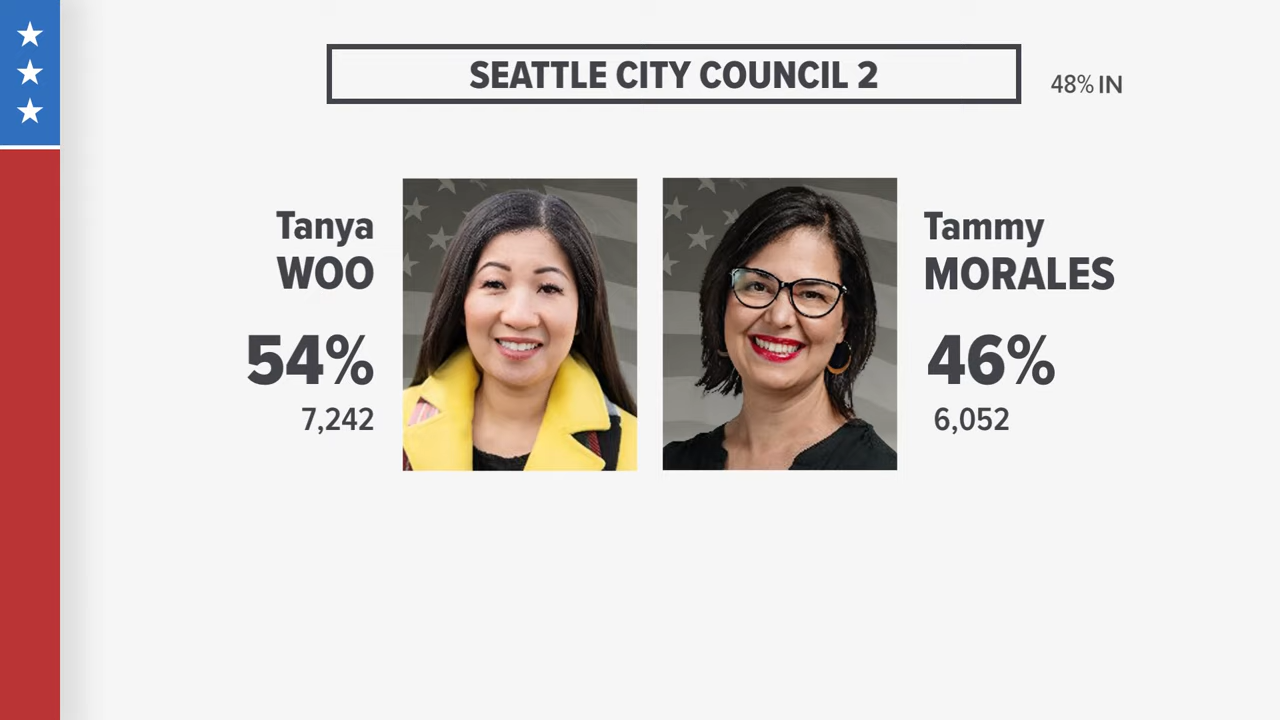 SEATTLE CITY COUNCIL 2
48% IN
Tanya
WOO
54%
7,242
Tammy
MORALES
46%
6,052